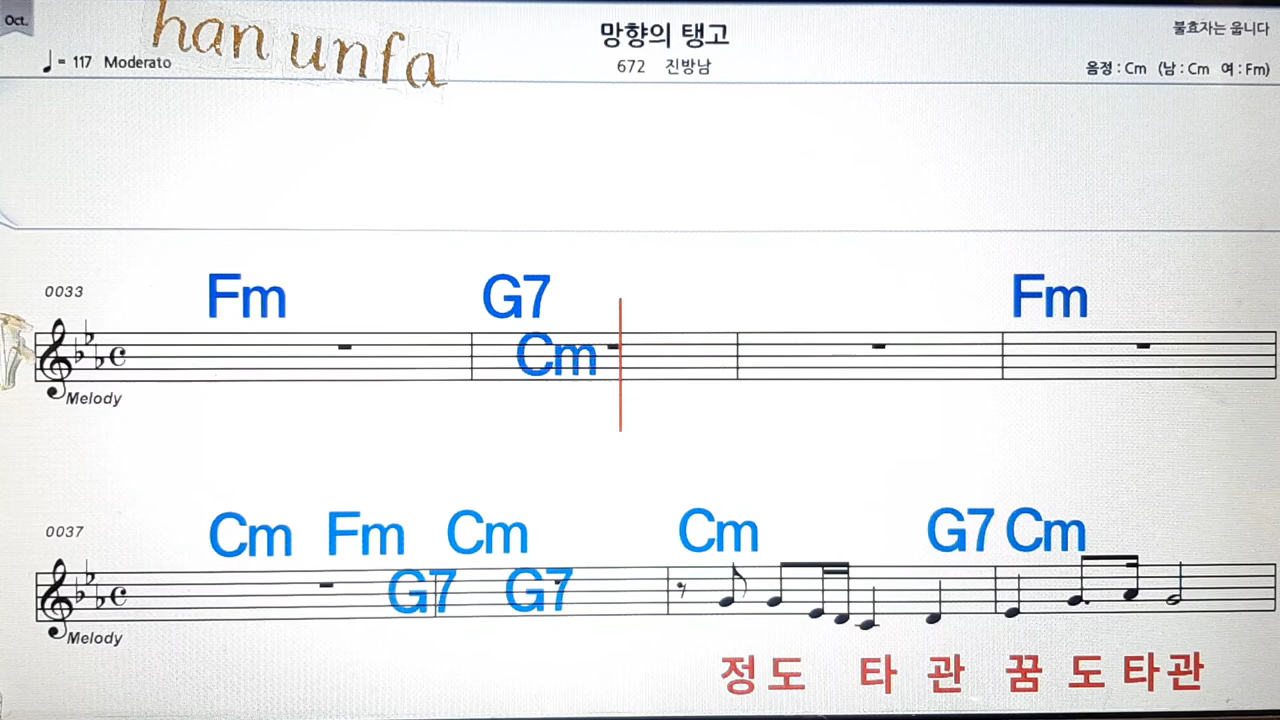 Oct.
han unfa
망향의 탱고
불효자는 웁니다
= 117 Moderato
672 진방남
음정 : Cm (남 : Cm 여 : Fm)
0033
Fm G7 Fm
Cm
Melody
0037
Cm Fm Cm Cm G7 Cm
G7 G7
Melody
정 도 타 관 꿈 도 타 관